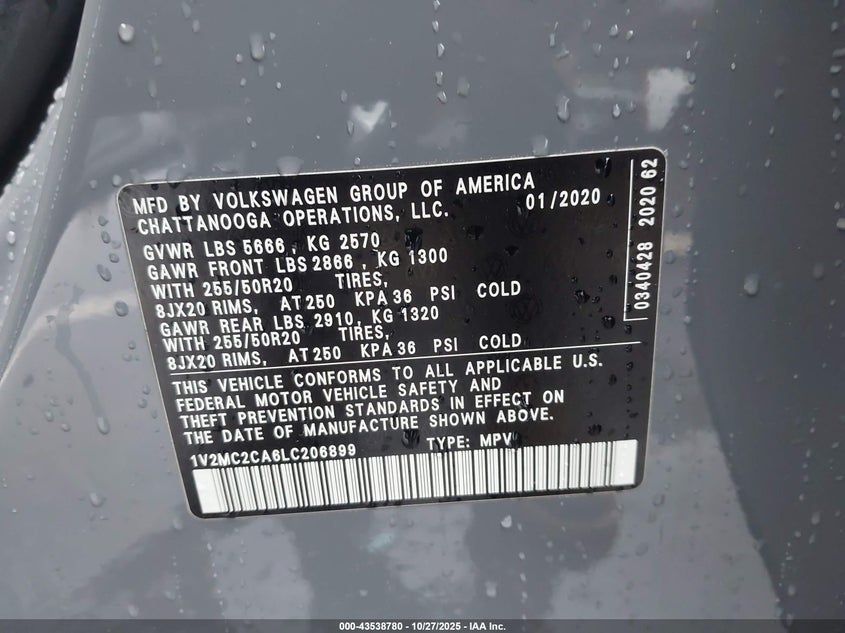 MFD BY VOLKSWAGEN GROUP OF AMERICA
CHATTANOOGA OPERATIONS, LLC. 01/2020
GVWR LBS 5666, KG 2570
GAWR FRONT LBS 2866, KG 1300
WITH 255/50R20 TIRES,
8JX20 RIMS, AT 250 KPA 36 PSI COLD
GAWR REAR LBS 2910, KG 1320
WITH 255/50R20 TIRES,
8JX20 RIMS, AT 250 KPA 36 PSI COLD
THIS VEHICLE CONFORMS TO ALL APPLICABLE U.S.
FEDERAL MOTOR VEHICLE SAFETY AND
THEFT PREVENTION STANDARDS IN EFFECT ON
THE DATE OF MANUFACTURE SHOWN ABOVE.
1V2MC2CA6LC206899 TYPE: MPV
0340428 2020 62
000-43538780 - 10/27/2025 - IAA Inc.